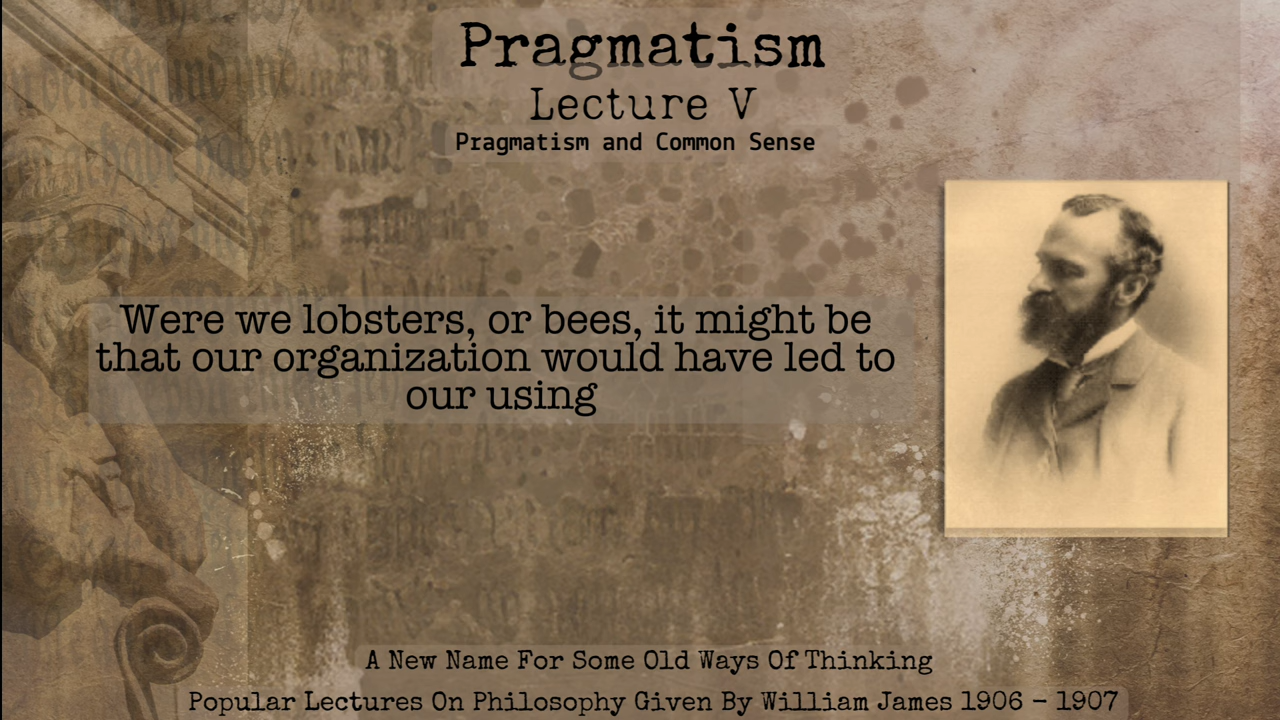 Pragmatism
Lecture V
Pragmatism and Common Sense
Were we lobsters, or bees, it might be
that our organization would have led to
our using
A New Name For Some Old Ways Of Thinking
Popular Lectures On Philosophy Given By William James 1906 – 1907